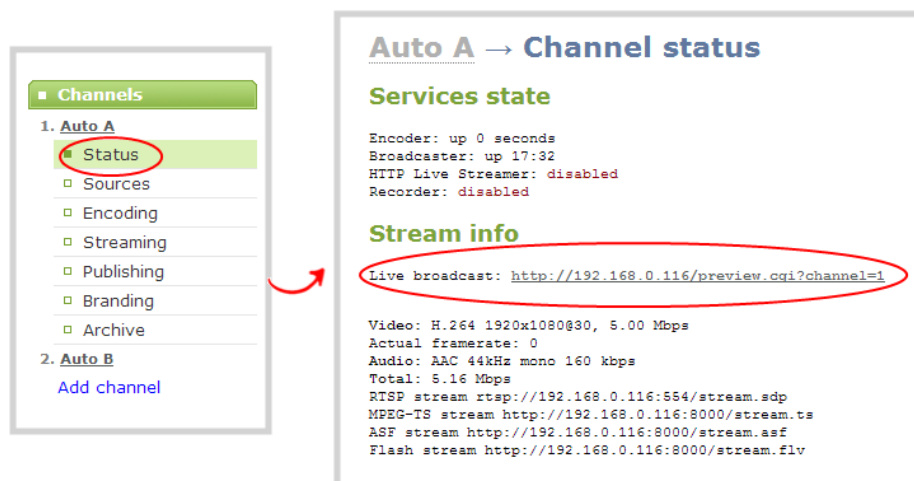 Channels
1. Auto A
Status
Sources
Encoding
Streaming
Publishing
Branding
Archive
2. Auto B
Add channel
Auto A → Channel status
Services state
Encoder: up 0 seconds
Broadcaster: up 17:32
HTTP Live Streamer: disabled
Recorder: disabled
Stream info
Live broadcast: http://192.168.0.116/preview.cgi?channel=1
Video: H.264 1920x1080@30, 5.00 Mbps
Actual framerate: 0
Audio: AAC 44kHz mono 160 kbps
Total: 5.16 Mbps
RTSP stream rtsp://192.168.0.116:554/stream.sdp
MPEG-TS stream http://192.168.0.116:8000/stream.ts
ASF stream http://192.168.0.116:8000/stream.asf
Flash stream http://192.168.0.116:8000/stream.flv